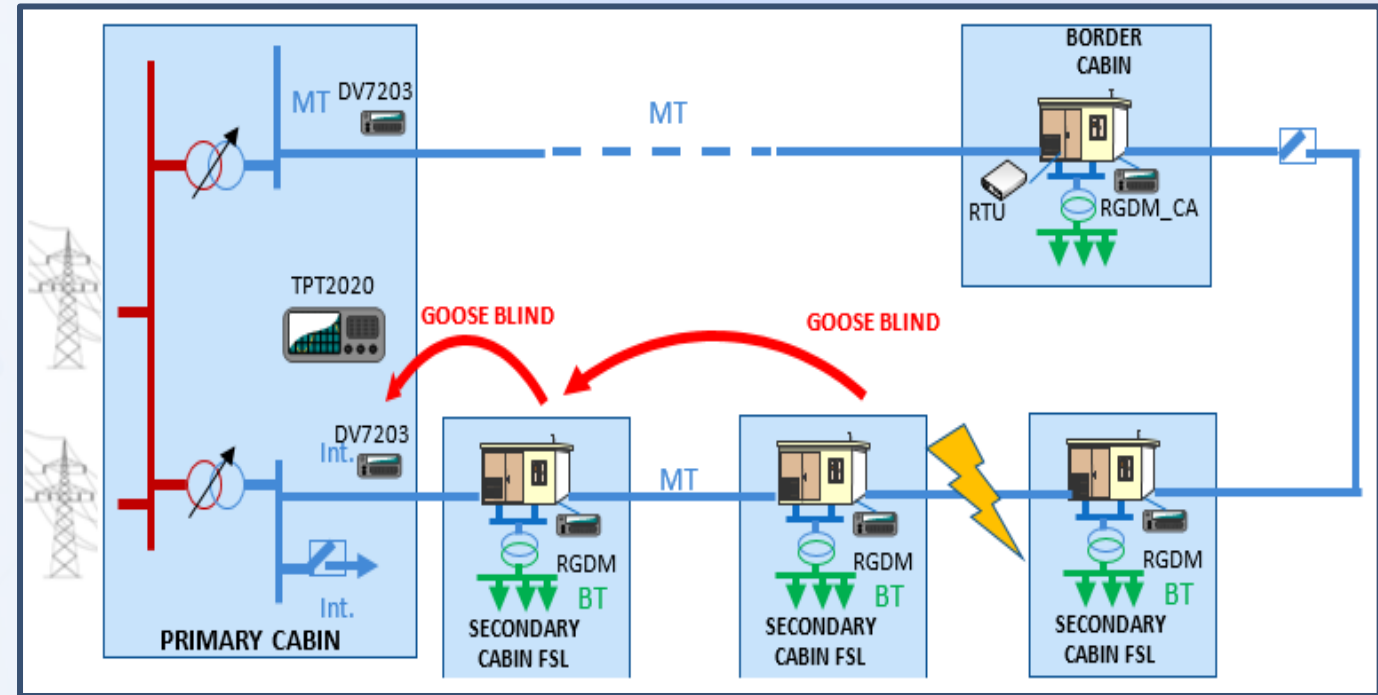 MT
DV7203
MT
BORDER
CABIN
RTU
RGDM_CA
TPT2020
GOOSE BLIND
GOOSE BLIND
DV7203
Int.
MT
Int.
PRIMARY CABIN
RGDM
BT
SECONDARY
CABIN FSL
RGDM
BT
SECONDARY
CABIN FSL
RGDM
BT
SECONDARY
CABIN FSL